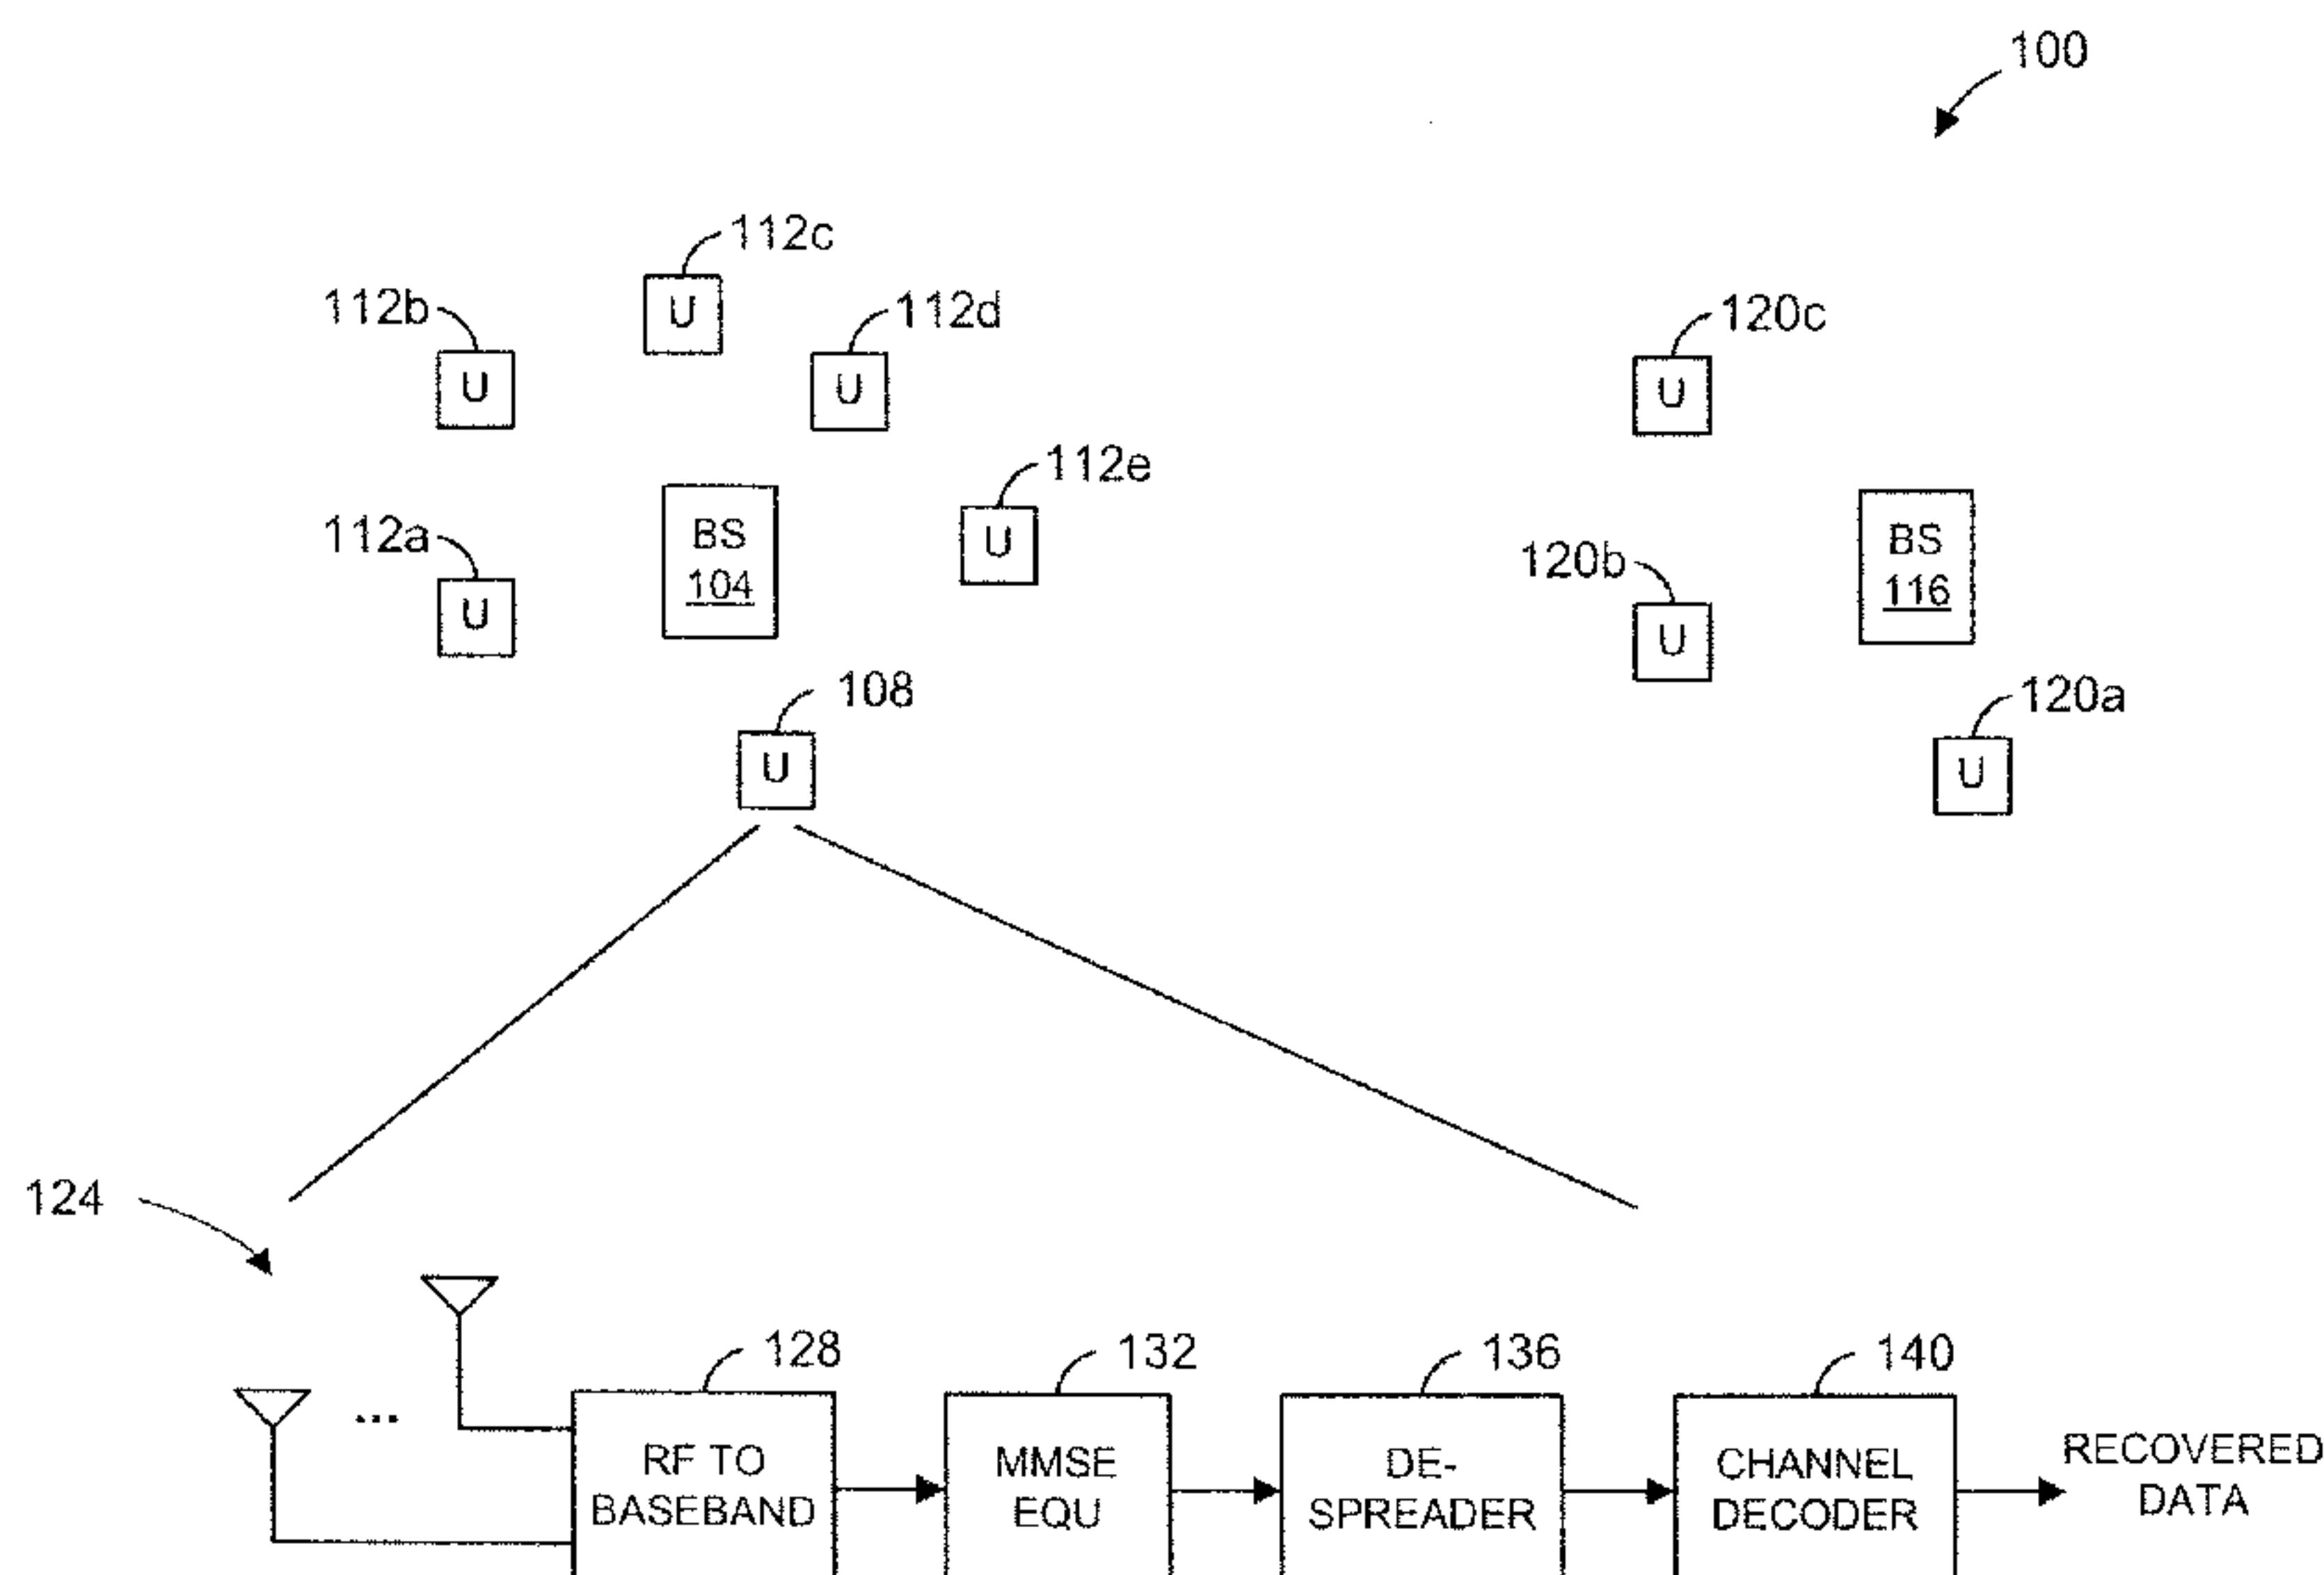 100
112c
U
112b
U
112d
U
120c
U
112e
U
BS
104
112a
U
BS
116
120b
U
108
U
120a
U
124
128
132
136
140
...
RF TO
BASEBAND
MMSE
EQU
DE-
SPREADER
CHANNEL
DECODER
RECOVERED
DATA